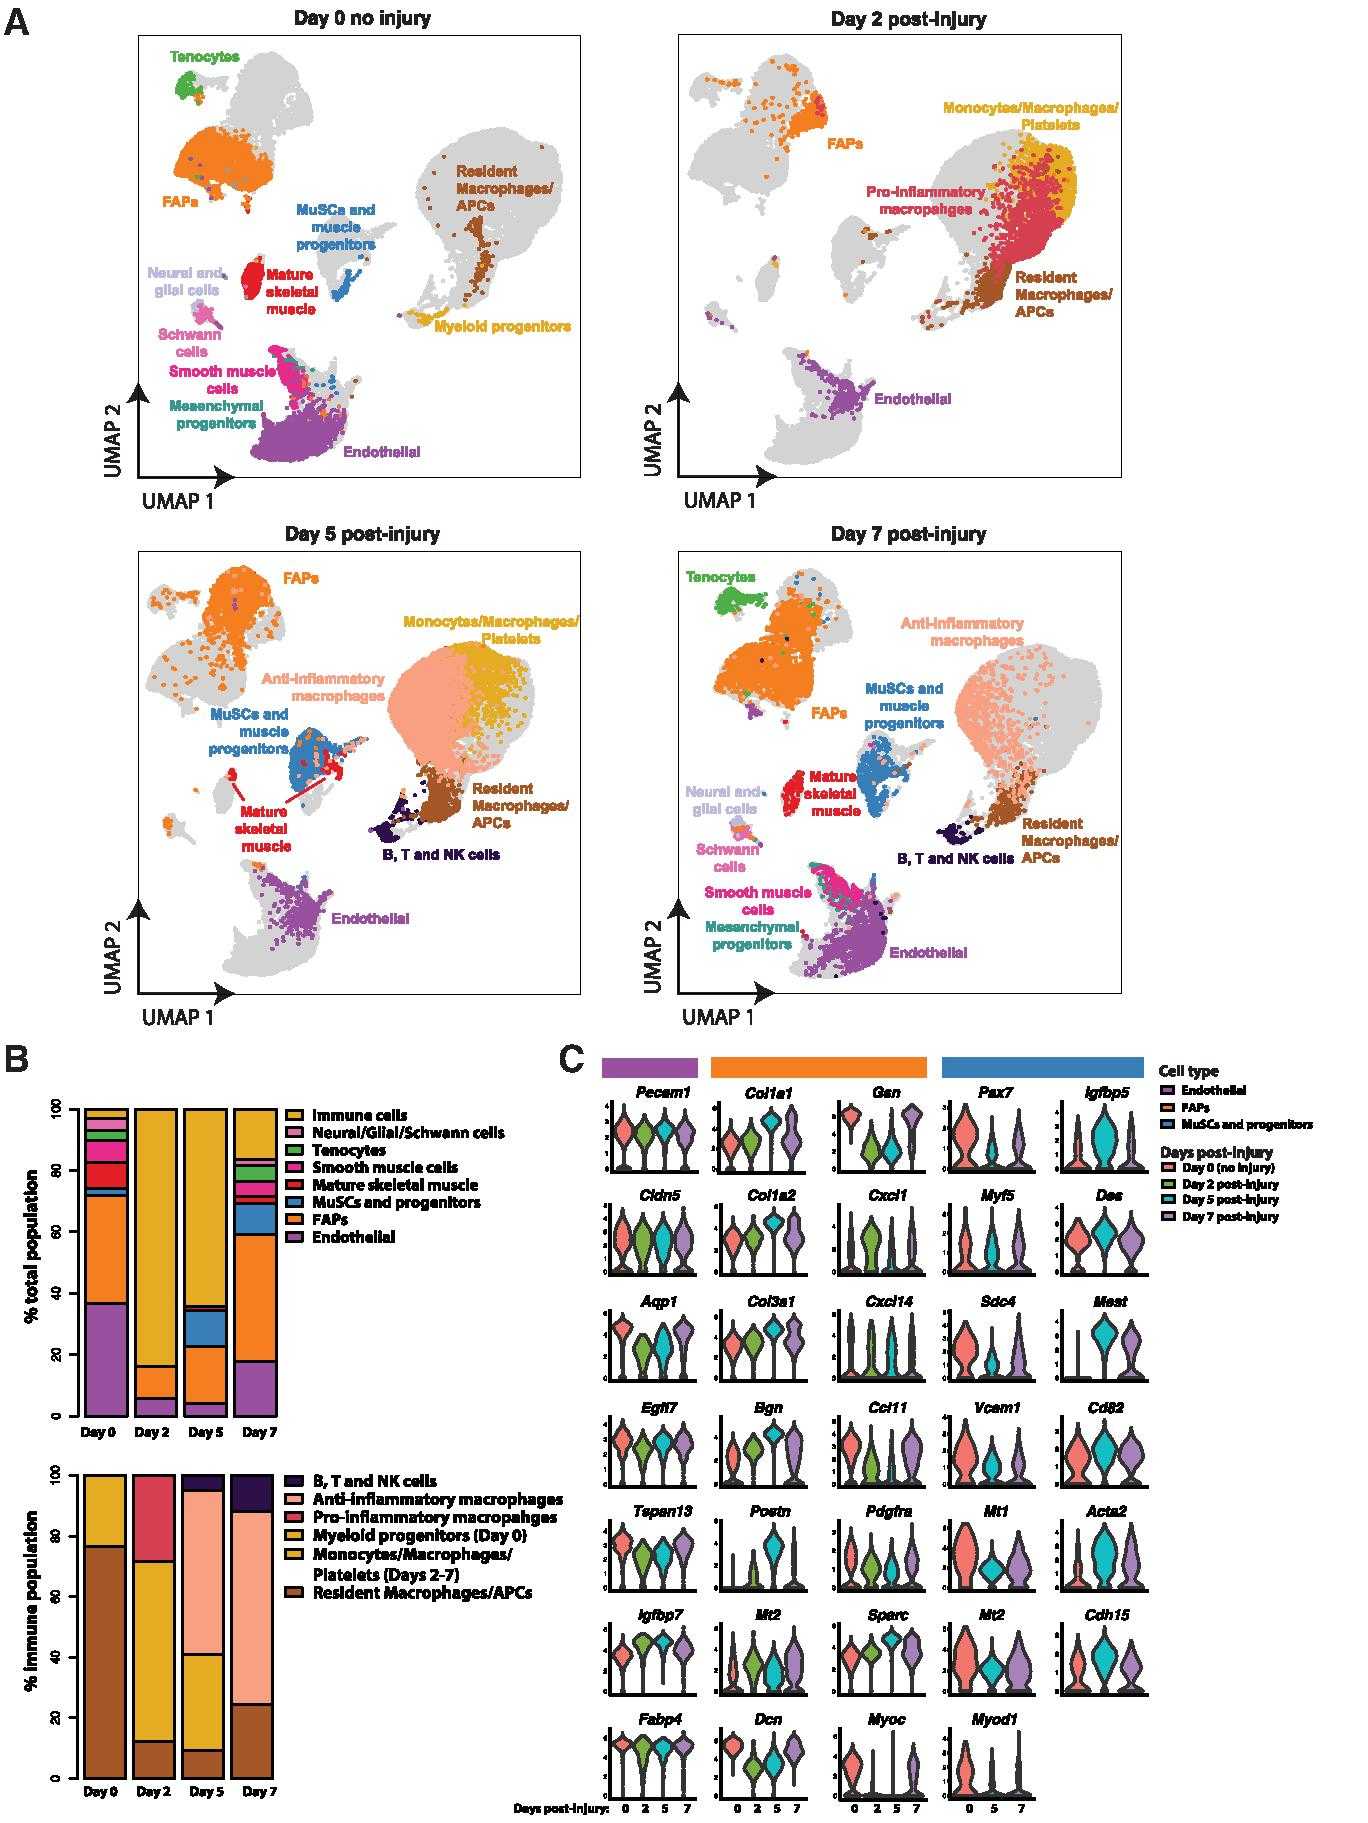 A
Day 0 no injury
Tenocytes
FAPs
MuSCs and
muscle
progenitors
Resident
Macrophages/
APCs
Neural and
glial cells
Mature
skeletal
muscle
Schwann
cells
Myeloid progenitors
Smooth muscle
cells
Mesenchymal
progenitors
Endothelial
UMAP 2
UMAP 1
Day 2 post-injury
Monocytes/Macrophages/
Platelets
FAPs
Pro-inflammatory
macropahges
Resident
Macrophages/
APCs
Endothelial
UMAP 2
UMAP 1
Day 5 post-injury
FAPs
Monocytes/Macrophages/
Platelets
Anti-inflammatory
macrophages
MuSCs and
muscle
progenitors
Mature
skeletal
muscle
Resident
Macrophages/
APCs
B, T and NK cells
Endothelial
UMAP 2
UMAP 1
Day 7 post-injury
Tenocytes
Anti-inflammatory
macrophages
FAPs
MuSCs and
muscle
progenitors
Mature
skeletal
muscle
Neural and
glial cells
Schwann
cells
Resident
Macrophages/
APCs
B, T and NK cells
Smooth muscle
cells
Mesenchymal
progenitors
Endothelial
UMAP 2
UMAP 1
B
% total population
100
80
60
40
20
0
Day 0 Day 2 Day 5 Day 7
Immune cells
Neural/Glial/Schwann cells
Tenocytes
Smooth muscle cells
Mature skeletal muscle
MuSCs and progenitors
FAPs
Endothelial
% immune population
100
80
60
40
20
0
Day 0 Day 2 Day 5 Day 7
B, T and NK cells
Anti-inflammatory macrophages
Pro-inflammatory macropahges
Myeloid progenitors (Day 0)
Monocytes/Macrophages/
Platelets (Days 2-7)
Resident Macrophages/APCs
C
Pecam1 Col1a1 Gsn Pax7 Igfbp5
Cldn5 Col1a2 Cxcl1 Myf5 Des
Aqp1 Col3a1 Cxcl14 Sdc4 Mest
Egfl7 Bgn Ccl11 Vcam1 Cd82
Tspan13 Postn Pdgfra Mt1 Acta2
Igfbp7 Mt2 Sparc Mt2 Cdh15
Fabp4 Dcn Myoc Myod1
Days post-injury: 0 2 5 7 0 2 5 7 0 2 5 7 0 5 7
Cell type
Endothelial
FAPs
MuSCs and progenitors
Days post-injury
Day 0 (no injury)
Day 2 post-injury
Day 5 post-injury
Day 7 post-injury